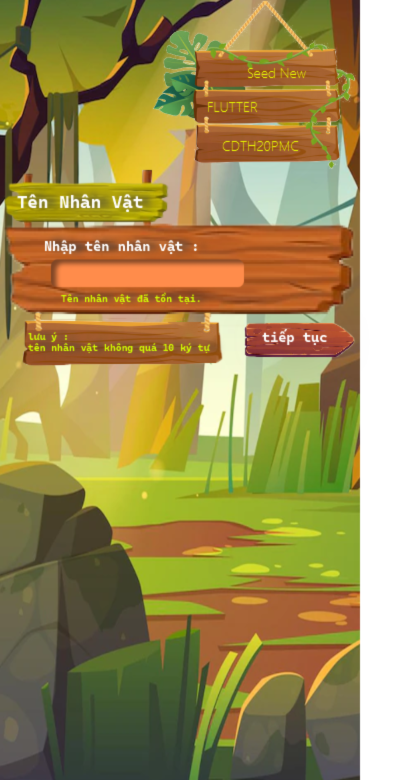 Seed New
FLUTTER
CDTH20PMC
Tên Nhân Vật
Nhập tên nhân vật :
Tên nhân vật đã tồn tại.
lưu ý :
tên nhân vật không quá 10 ký tự
tiếp tục